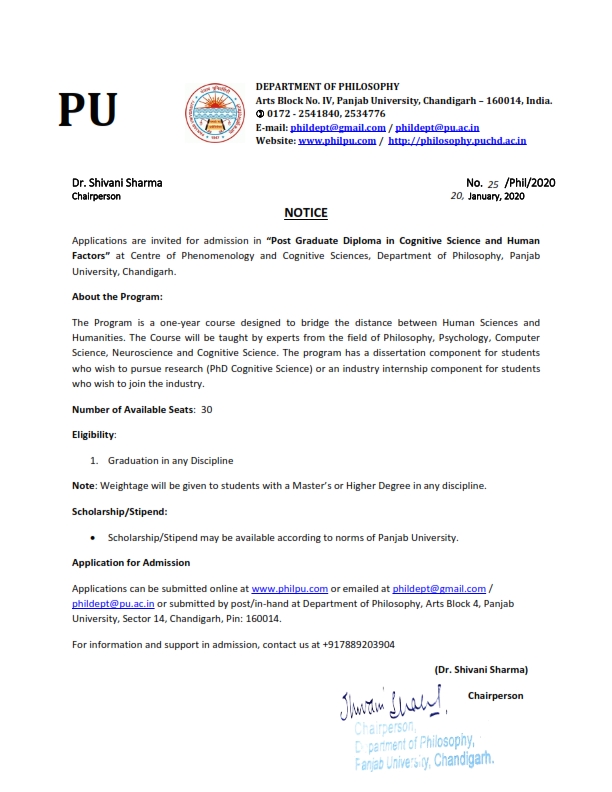 PU
DEPARTMENT OF PHILOSOPHY
Arts Block No. IV, Panjab University, Chandigarh – 160014, India.
✆ 0172 - 2541840, 2534776
E-mail: phildept@gmail.com / phildept@pu.ac.in
Website: www.philpu.com / http://philosophy.puchd.ac.in
Dr. Shivani Sharma
No. 25 /Phil/2020
Chairperson
20, January, 2020
NOTICE
Applications are invited for admission in “Post Graduate Diploma in Cognitive Science and Human
Factors” at Centre of Phenomenology and Cognitive Sciences, Department of Philosophy, Panjab
University, Chandigarh.
About the Program:
The Program is a one-year course designed to bridge the distance between Human Sciences and
Humanities. The Course will be taught by experts from the field of Philosophy, Psychology, Computer
Science, Neuroscience and Cognitive Science. The program has a dissertation component for students
who wish to pursue research (PhD Cognitive Science) or an industry internship component for students
who wish to join the industry.
Number of Available Seats: 30
Eligibility:
1. Graduation in any Discipline
Note: Weightage will be given to students with a Master’s or Higher Degree in any discipline.
Scholarship/Stipend:
• Scholarship/Stipend may be available according to norms of Panjab University.
Application for Admission
Applications can be submitted online at www.philpu.com or emailed at phildept@gmail.com /
phildept@pu.ac.in or submitted by post/in-hand at Department of Philosophy, Arts Block 4, Panjab
University, Sector 14, Chandigarh, Pin: 160014.
For information and support in admission, contact us at +917889203904
(Dr. Shivani Sharma)
Chairperson
Shivani Sharma
Chairperson,
Department of Philosophy,
Panjab University, Chandigarh.